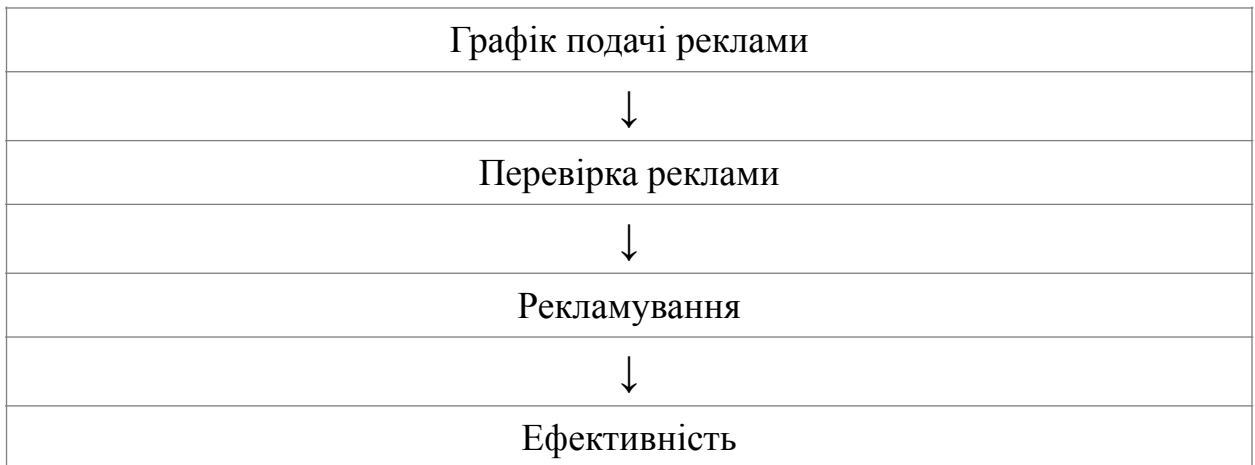 Графік подачі реклами
↓
Перевірка реклами
↓
Рекламування
↓
Ефективність